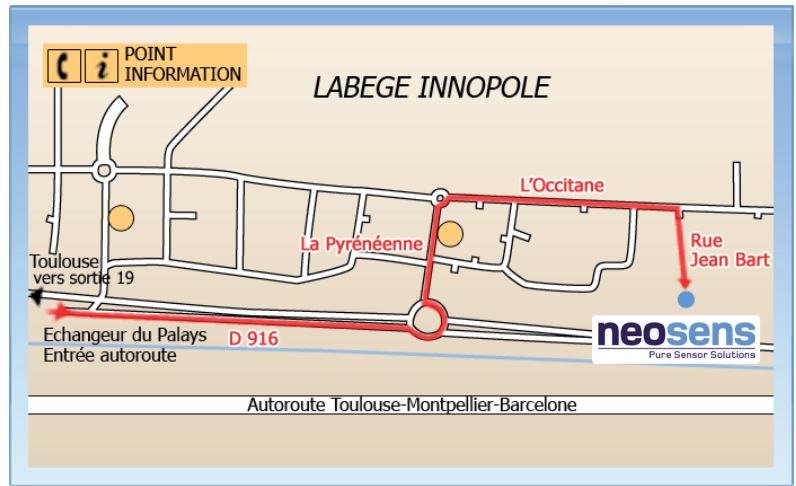 POINT
INFORMATION
LABEGE INNOPOLE
L'Occitane
La Pyrénéenne
Rue
Jean Bart
Toulouse
vers sortie 19
Echangeur du Palays
Entrée autoroute
D 916
neosens
Pure Sensor Solutions
Autoroute Toulouse-Montpellier-Barcelone